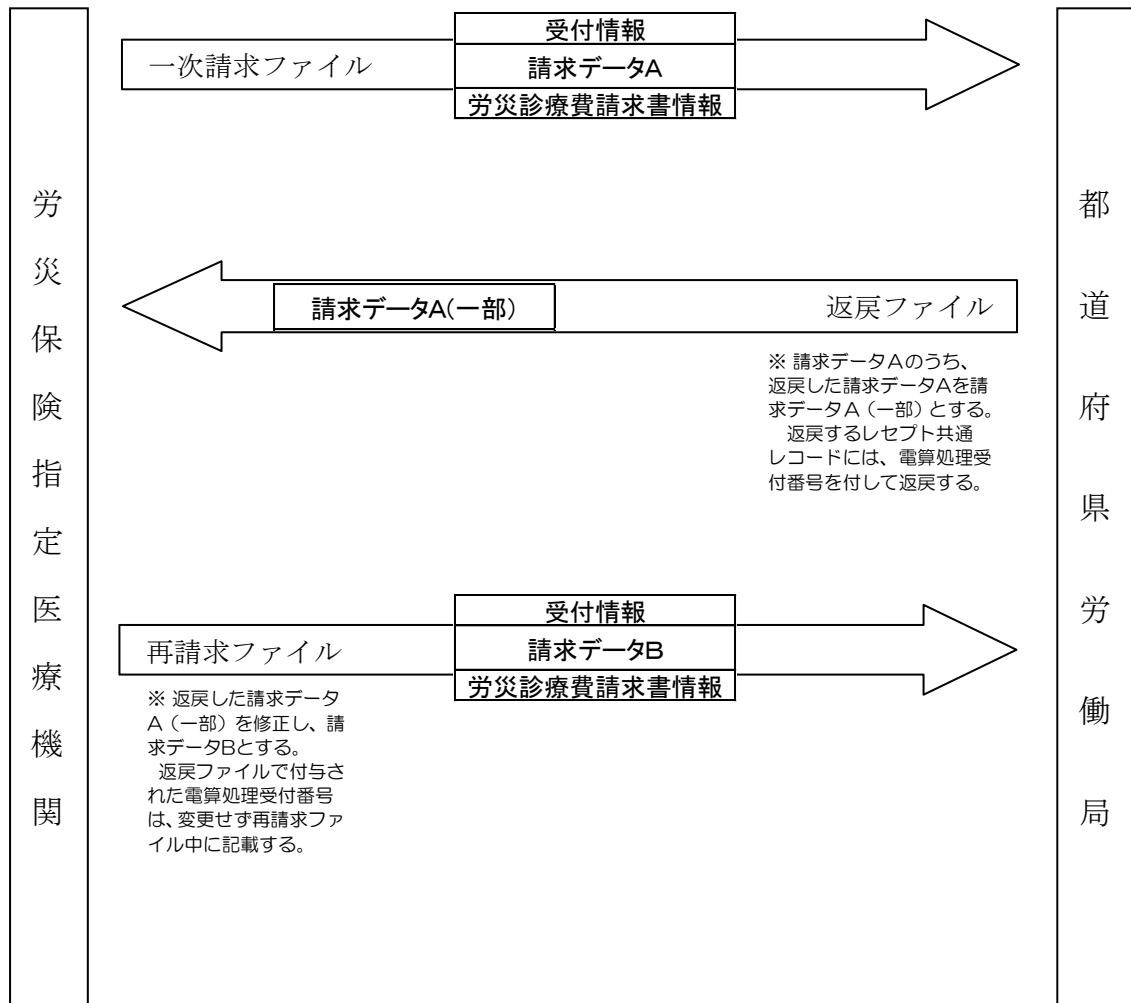 労災保険指定医療機関
受付情報
一次請求ファイル
請求データA
労災診療費請求書情報
都道府県労働局
請求データA(一部)
返戻ファイル
※ 請求データAのうち、
返戻した請求データAを請
求データA（一部）とする。
返戻するレセプト共通
レコードには、電算処理受
付番号を付して返戻する。
受付情報
再請求ファイル
請求データB
労災診療費請求書情報
※ 返戻した請求データ
A（一部）を修正し、請
求データBとする。
返戻ファイルで付与さ
れた電算処理受付番号
は、変更せず再請求ファ
イル中に記載する。